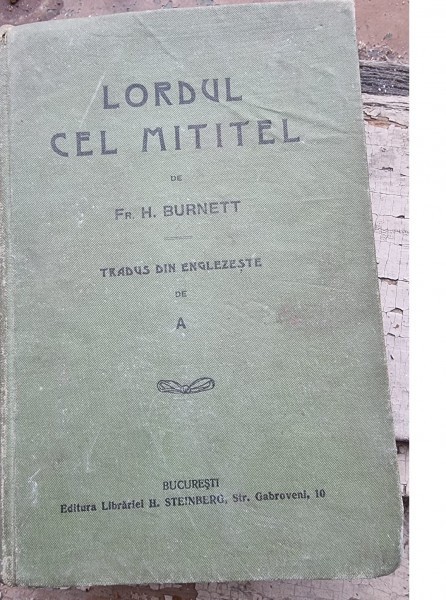 LORDUL
CEL MITITEL
DE
FR. H. BURNETT
TRADUS DIN ENGLEZEȘTE
DE
A
BUCUREȘTI
Editura Librăriei H. STEINBERG, Str. Gabroveni, 10